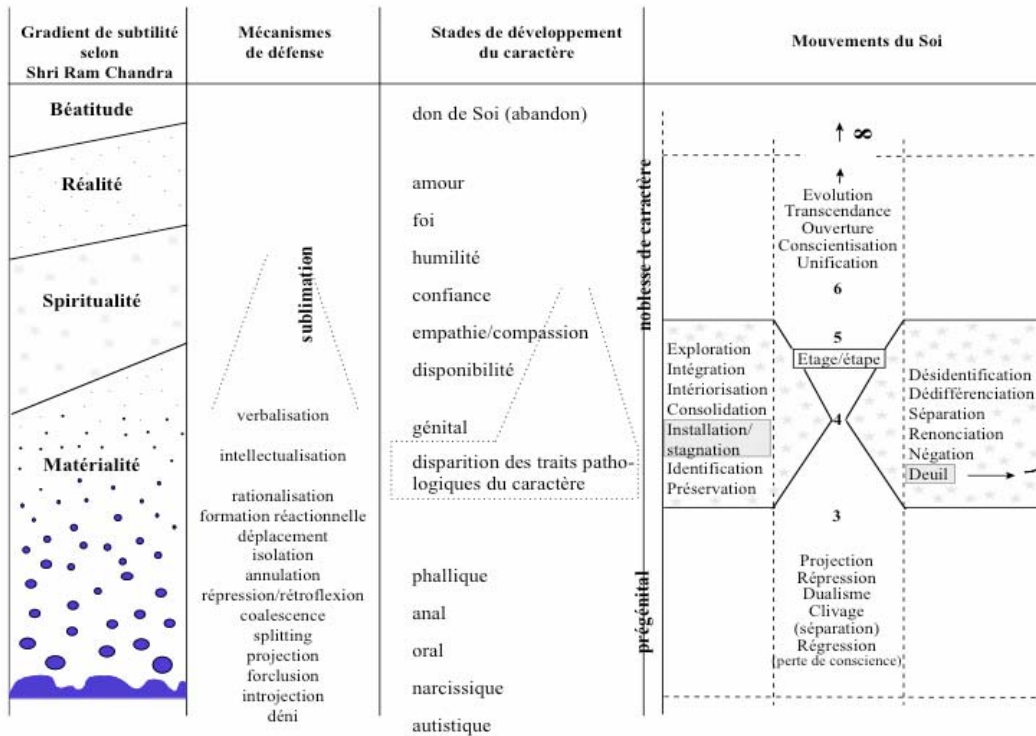 Gradient de subtilité
selon
Shri Ram Chandra
Mécanismes
de défense
Stades de développement
du caractère
Mouvements du Soi
Béatitude
Réalité
Spiritualité
Matérialité
sublimation
verbalisation
intellectualisation
rationalisation
formation réactionnelle
déplacement
isolation
annulation
répression/rétroflexion
coalescence
splitting
projection
forclusion
introjection
déni
don de Soi (abandon)
amour
foi
humilité
confiance
empathie/compassion
disponibilité
génital
disparition des traits patho-
logiques du caractère
phallique
anal
oral
narcissique
autistique
noblesse de caractère
prégénital
∞
Evolution
Transcendance
Ouverture
Conscientisation
Unification
6
5
Etage/étape
4
3
Exploration
Intégration
Intériorisation
Consolidation
Installation/
stagnation
Identification
Préservation
Désidentification
Dédifférenciation
Séparation
Renonciation
Négation
Deuil
Projection
Répression
Dualisme
Clivage
(séparation)
Régression
(perte de conscience)